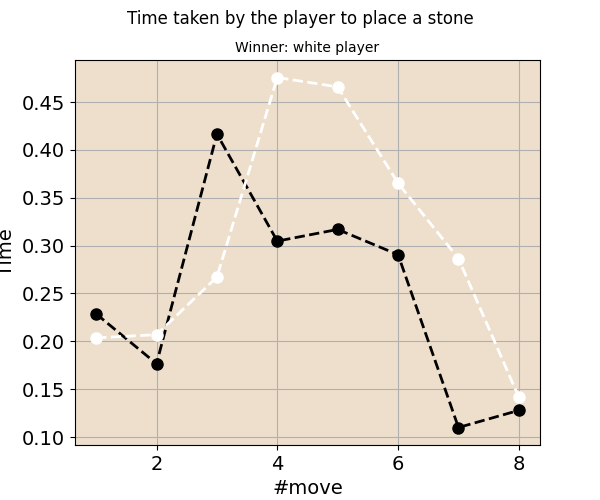 Time taken by the player to place a stone
Winner: white player
0.45
0.40
0.35
0.30
0.25
0.20
0.15
0.10
Time
2 4 6 8
#move